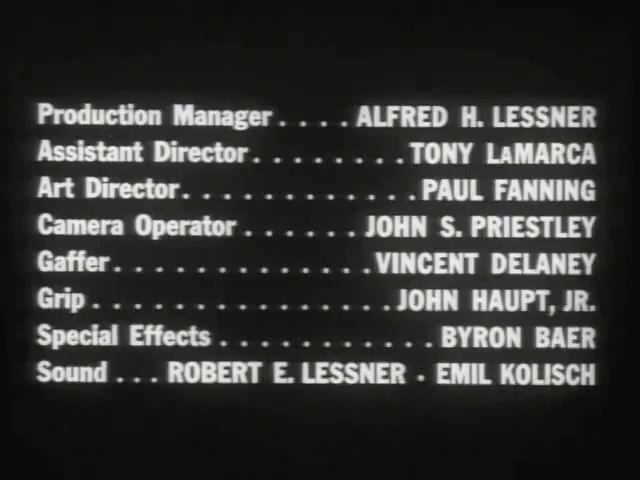 Production Manager . . . . ALFRED H. LESSNER
Assistant Director . . . . . . . . TONY LaMARCA
Art Director . . . . . . . . . . . . . PAUL FANNING
Camera Operator . . . . . . JOHN S. PRIESTLEY
Gaffer . . . . . . . . . . . . . . VINCENT DELANEY
Grip . . . . . . . . . . . . . . . . . JOHN HAUPT, JR.
Special Effects . . . . . . . . . . . . BYRON BAER
Sound . . . ROBERT E. LESSNER · EMIL KOLISCH